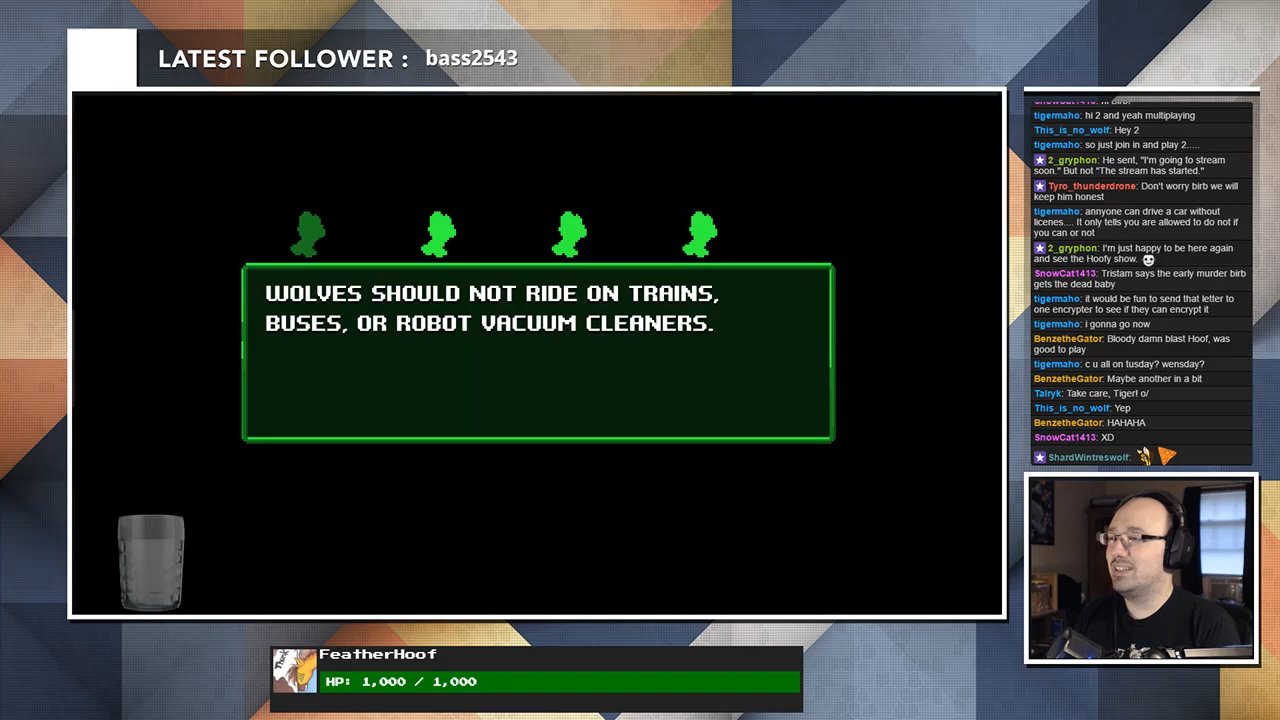 LATEST FOLLOWER : bass2543
WOLVES SHOULD NOT RIDE ON TRAINS,
BUSES, OR ROBOT VACUUM CLEANERS.
tigermaho: hi 2 and yeah multiplaying
This_is_no_wolf: Hey 2
tigermaho: so just join in and play 2.....
2_gryphon: He sent, "I'm going to stream
soon." But not "The stream has started."
Tyro_thunderdrone: Don't worry birb we will
keep him honest
tigermaho: annyone can drive a car without
licenes.... It only tells you are allowed to do not if
you can or not
2_gryphon: I'm just happy to be here again
and see the Hoofy show.
SnowCat1413: Tristam says the early murder birb
gets the dead baby
tigermaho: it would be fun to send that letter to
one encrypter to see if they can encrypt it
tigermaho: i gonna go now
BenzetheGator: Bloody damn blast Hoof, was
good to play
tigermaho: c u all on tusday? wensday?
BenzetheGator: Maybe another in a bit
Talryk: Take care, Tiger! o/
This_is_no_wolf: Yep
BenzetheGator: HAHAHA
SnowCat1413: XD
ShardWintreswolf:
FeatherHoof
HP: 1,000 / 1,000